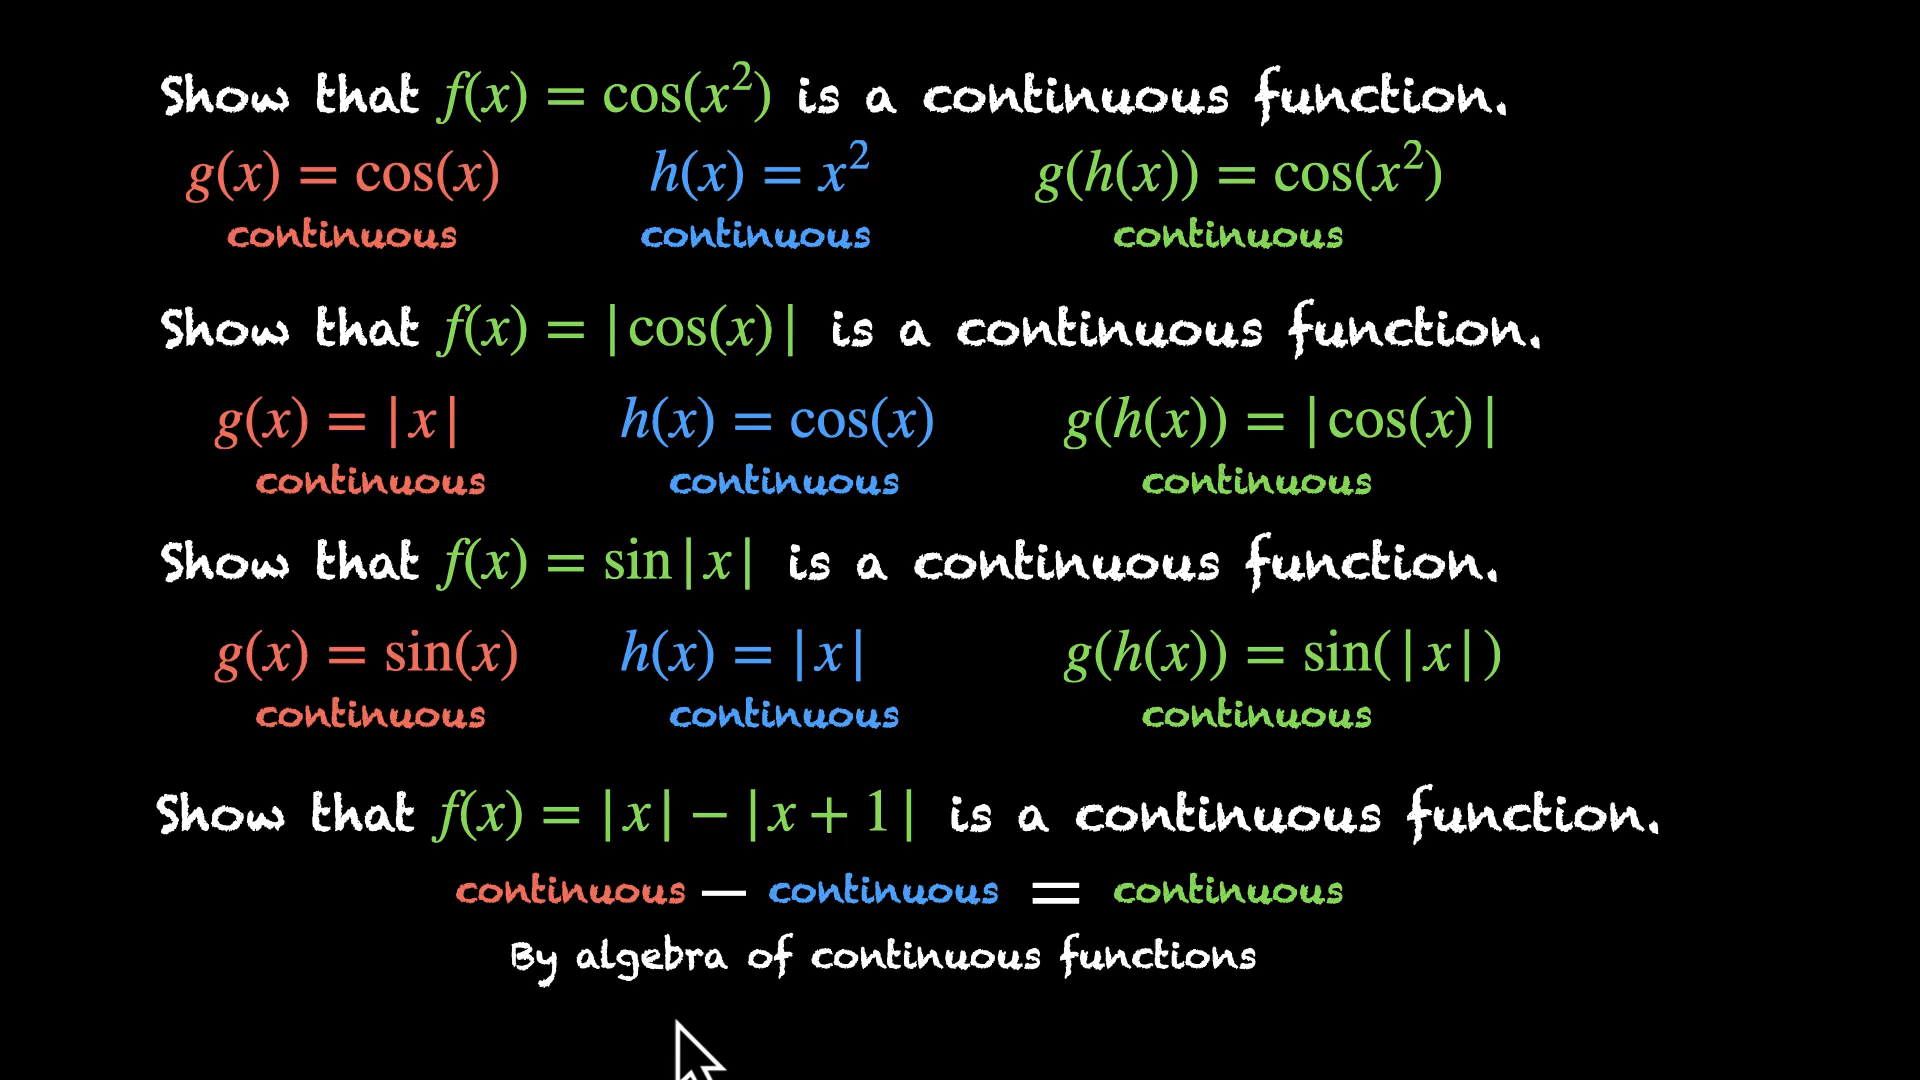 Show that f(x) = cos(x²) is a continuous function.
g(x) = cos(x) h(x) = x² g(h(x)) = cos(x²)
continuous continuous continuous
Show that f(x) = |cos(x)| is a continuous function.
g(x) = |x| h(x) = cos(x) g(h(x)) = |cos(x)|
continuous continuous continuous
Show that f(x) = sin|x| is a continuous function.
g(x) = sin(x) h(x) = |x| g(h(x)) = sin(|x|)
continuous continuous continuous
Show that f(x) = |x| − |x + 1| is a continuous function.
continuous − continuous = continuous
By algebra of continuous functions